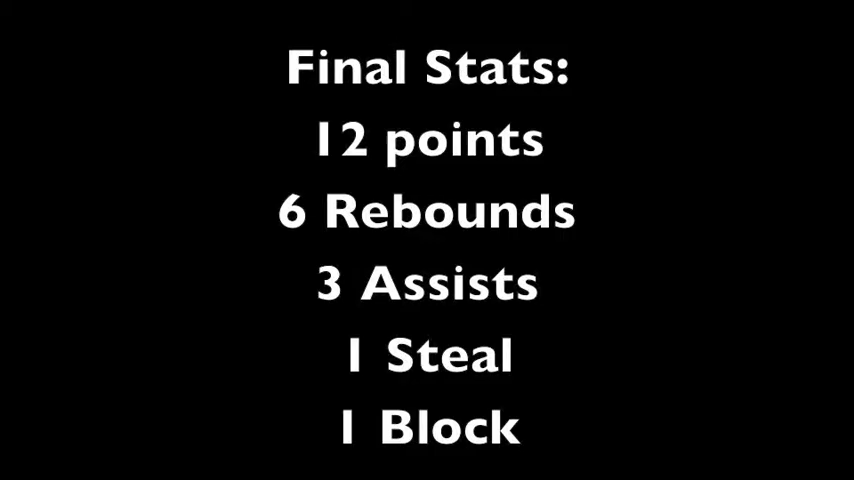 Final Stats:
12 points
6 Rebounds
3 Assists
1 Steal
1 Block